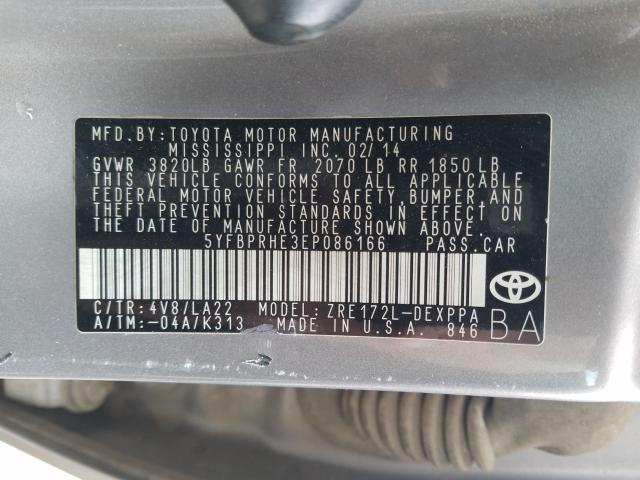 MFD. BY: TOYOTA MOTOR MANUFACTURING
MISSISSIPPI INC. 02/14
GVWR 3820LB GAWR FR 2070 LB RR 1850LB
THIS VEHICLE CONFORMS TO ALL APPLICABLE
FEDERAL MOTOR VEHICLE SAFETY, BUMPER, AND
THEFT PREVENTION STANDARDS IN EFFECT ON
THE DATE OF MANUFACTURE SHOWN ABOVE.
5YFBPRHE3EP086166 PASS. CAR
C/TR: 4V8/LA22 MODEL: ZRE172L-DEXPPA
A/TM: -04A/K313 MADE IN U.S.A. 846
BA